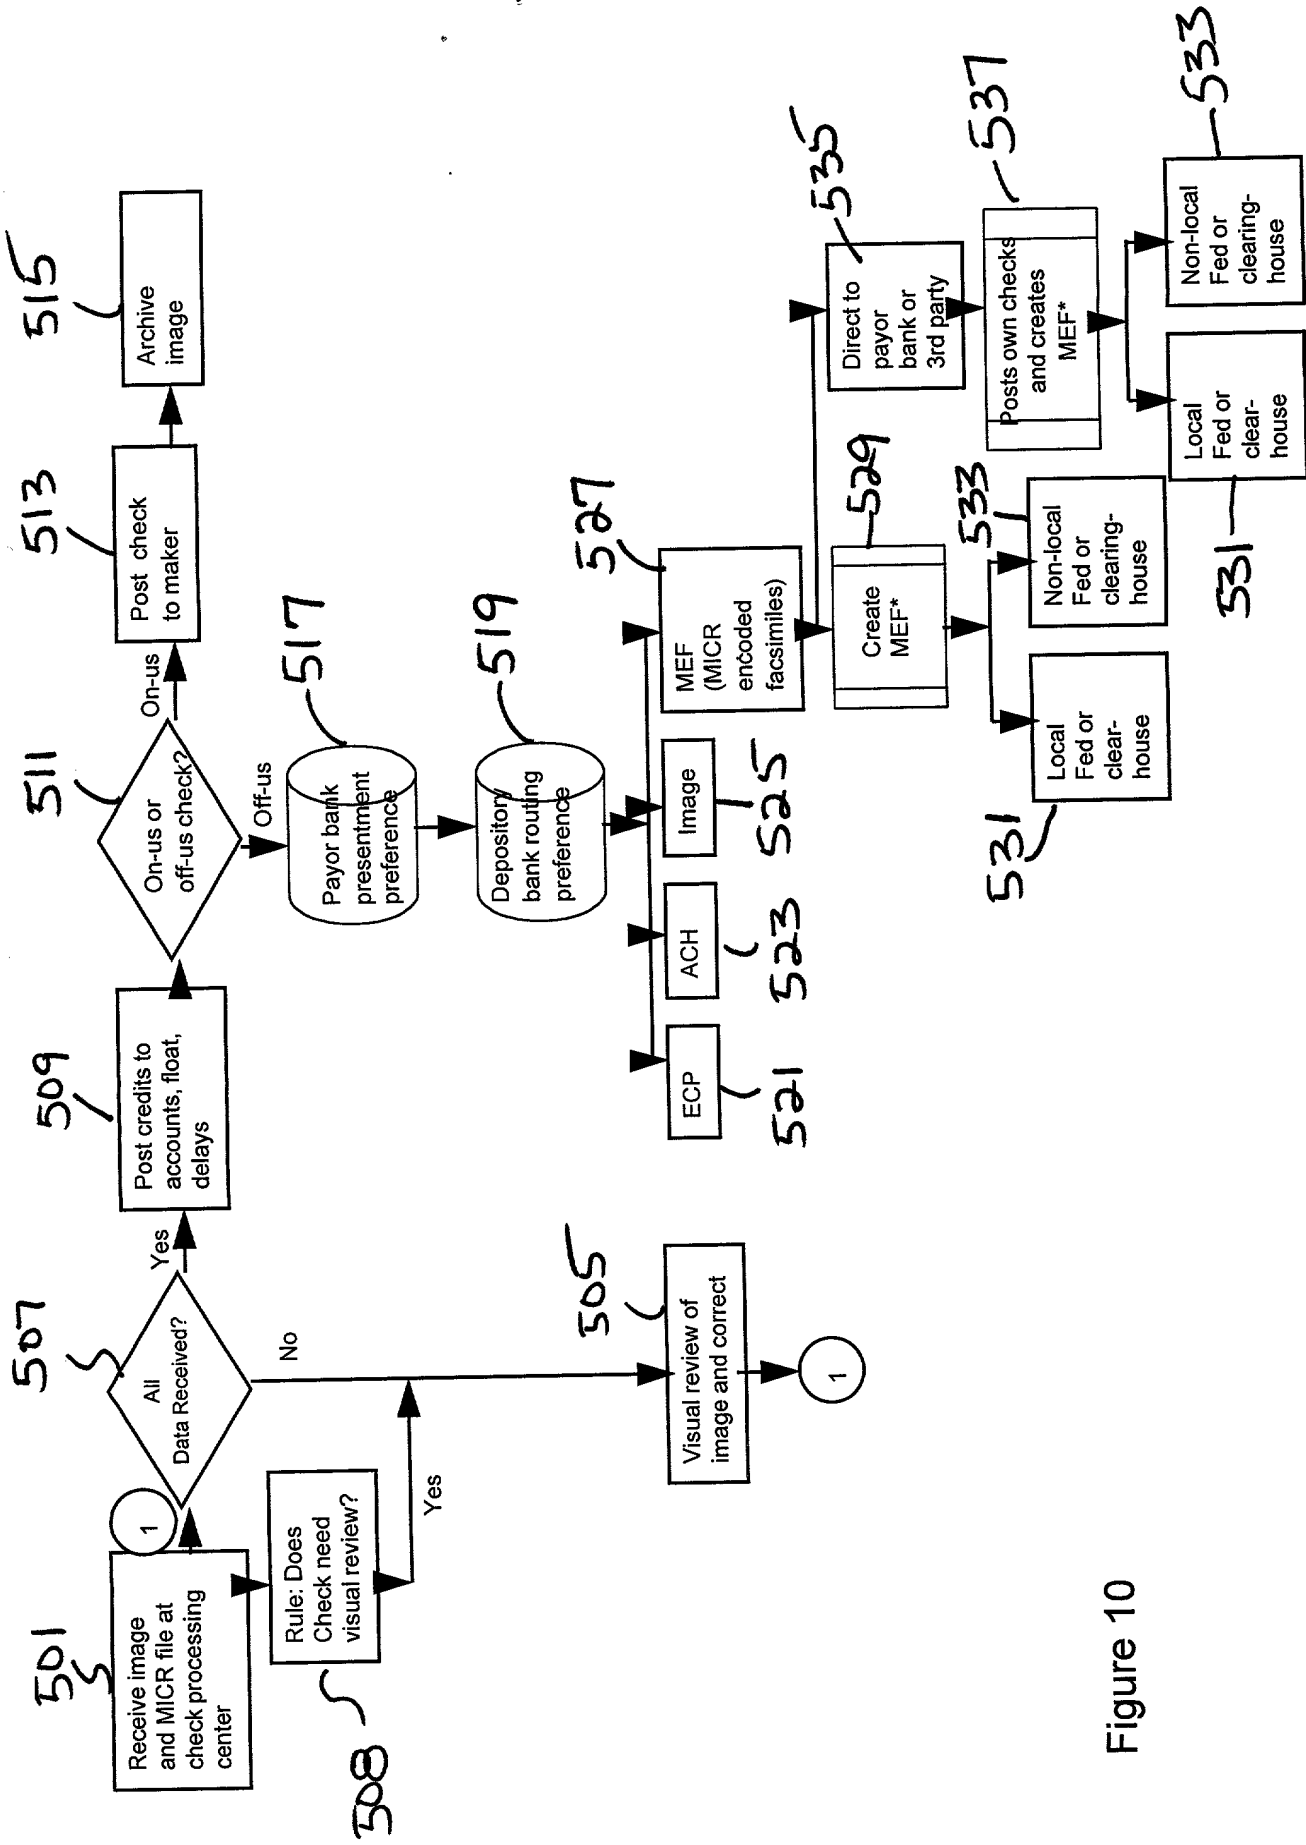 501
Receive image
and MICR file at
check processing
center
1
507
All
Data Received?
Yes
No
509
Post credits to
accounts, float,
delays
511
On-us or
off-us check?
On-us
Off-us
513
Post check
to maker
515
Archive
image
508
Rule: Does
Check need
visual review?
Yes
505
Visual review of
image and correct
1
517
Payor bank
presentment
preference
519
Depository
bank routing
preference
ECP
521
ACH
523
Image
525
527
MEF
(MICR
encoded
facsimiles)
529
Create
MEF*
531
Local
Fed or
clear-
house
533
Non-local
Fed or
clearing-
house
535
Direct to
payor
bank or
3rd party
537
Posts own checks
and creates
MEF*
531
Local
Fed or
clear-
house
533
Non-local
Fed or
clearing-
house
Figure 10